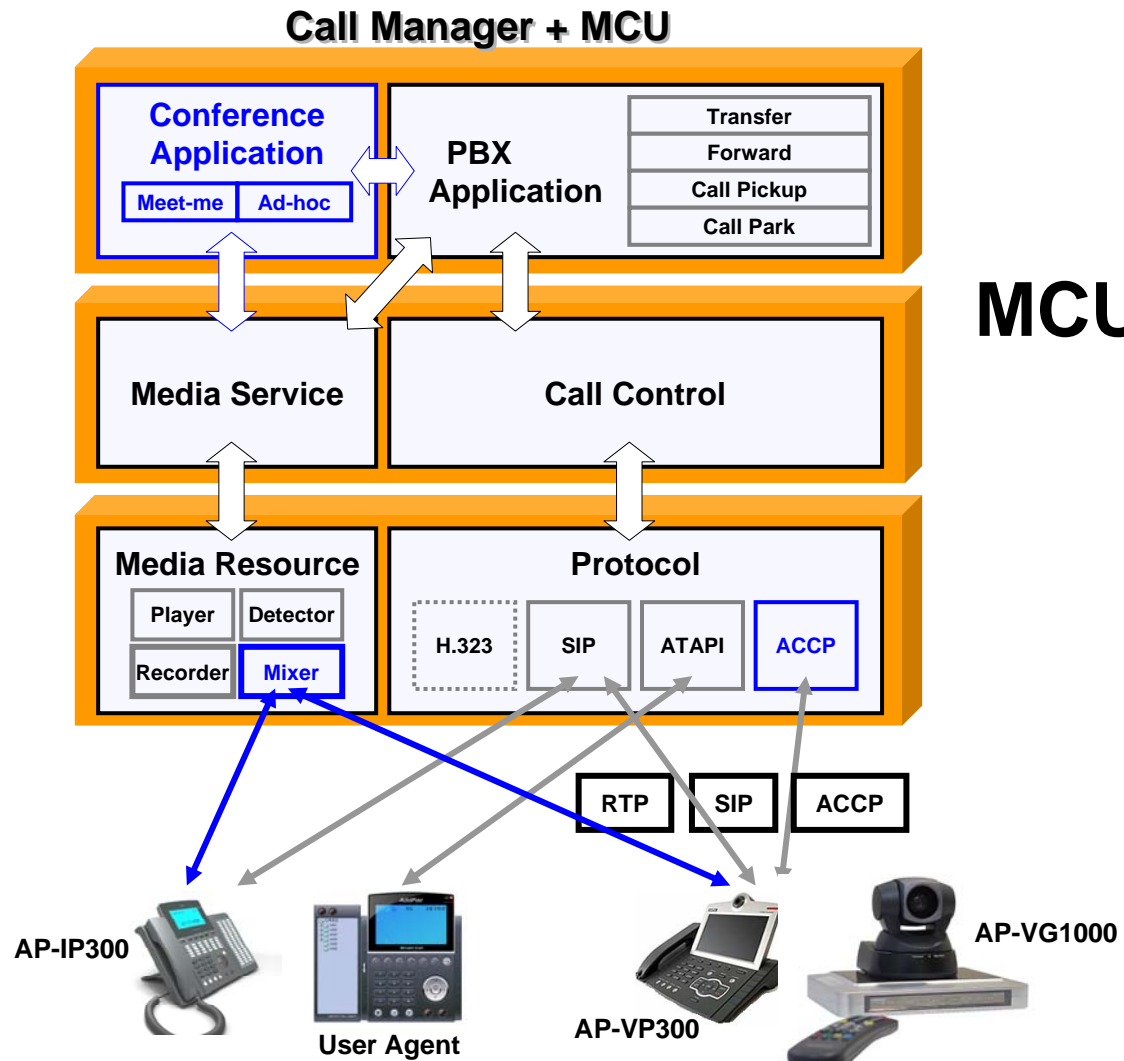 Call Manager + MCU
Conference
Application
Meet-me
Ad-hoc
PBX
Application
Transfer
Forward
Call Pickup
Call Park
MCU
Media Service
Call Control
Media Resource
Player
Detector
Recorder
Mixer
Protocol
H.323
SIP
ATAPI
ACCP
RTP
SIP
ACCP
AP-IP300
User Agent
AP-VP300
AP-VG1000